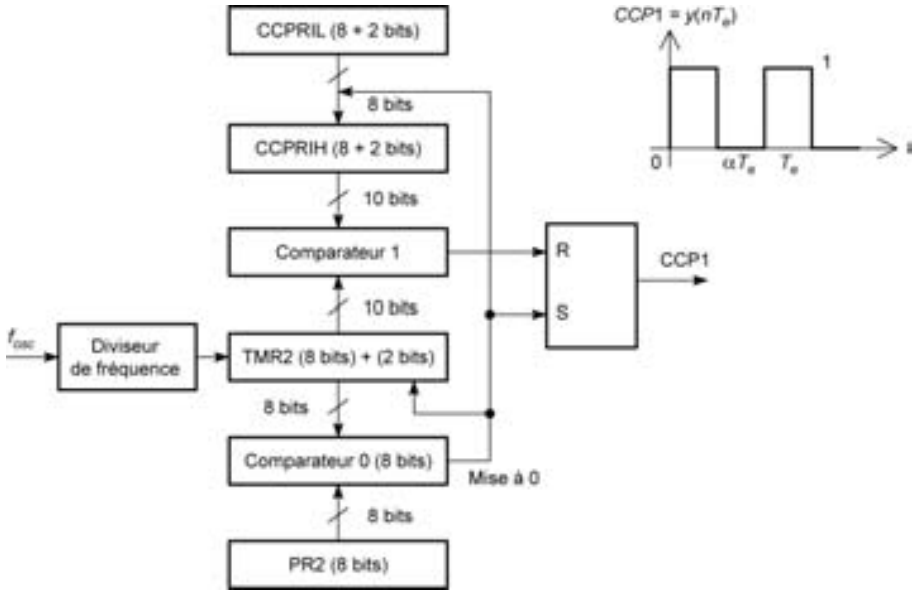 CCPRIL (8 + 2 bits)
8 bits
CCPRIH (8 + 2 bits)
10 bits
Comparateur 1
10 bits
fosc
Diviseur
de fréquence
TMR2 (8 bits) + (2 bits)
8 bits
Comparateur 0 (8 bits)
Mise à 0
8 bits
PR2 (8 bits)
R
S
CCP1
CCP1 = y(nTe)
1
0
αTe
Te